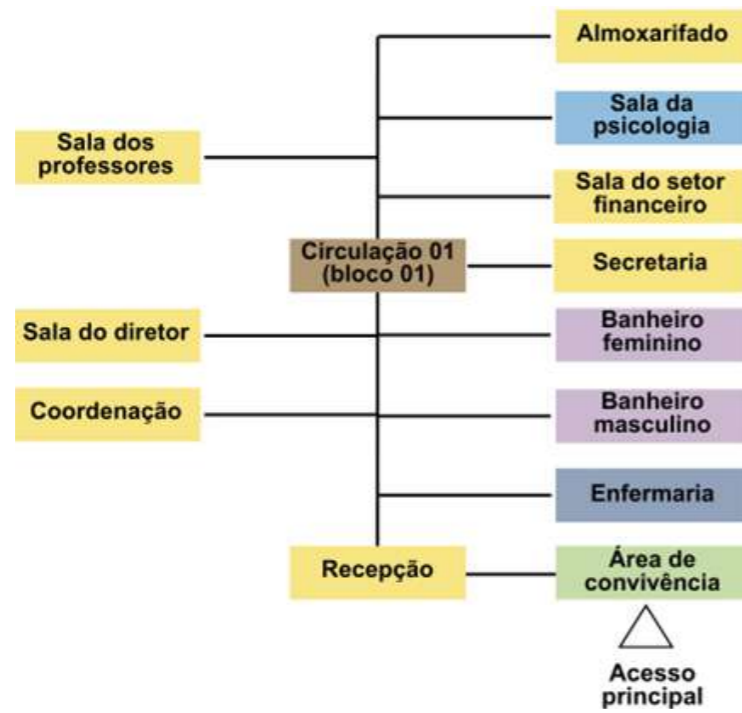 Almoxarifado
Sala da
psicologia
Sala dos
professores
Sala do setor
financeiro
Circulação 01
(bloco 01)
Secretaria
Sala do diretor
Banheiro
feminino
Coordenação
Banheiro
masculino
Enfermaria
Recepção
Área de
convivência
Acesso
principal